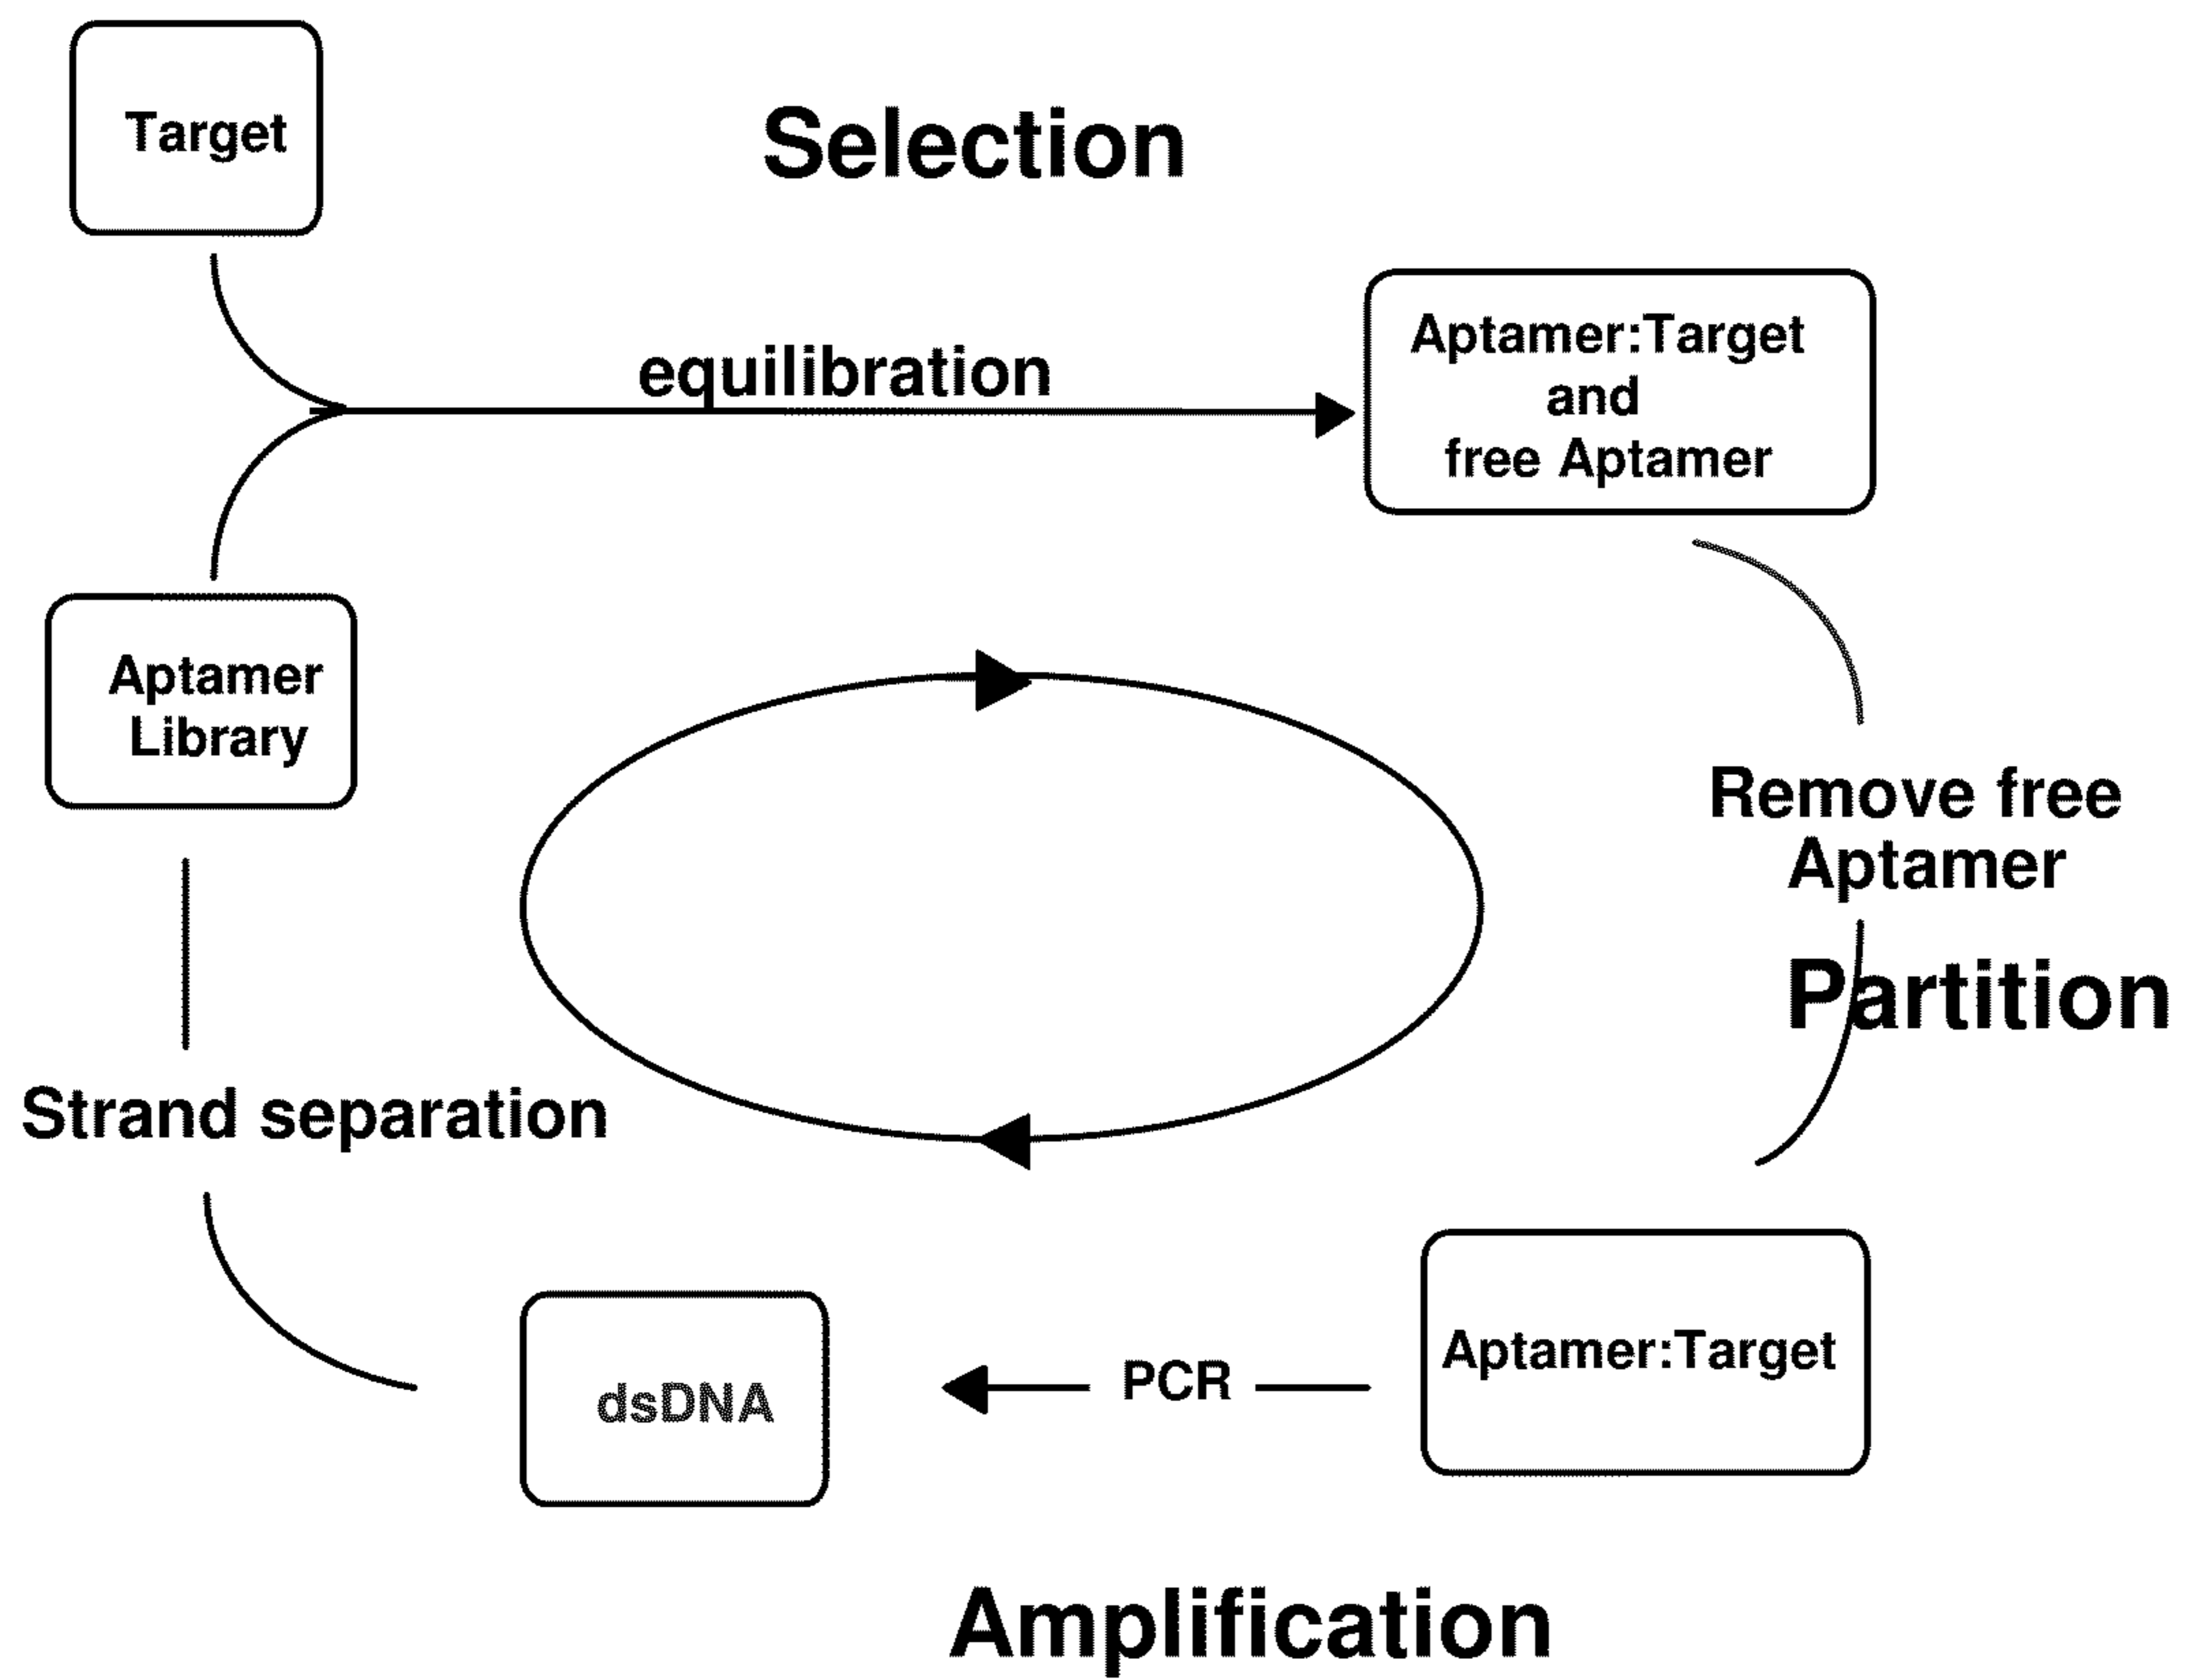 Target
Selection
equilibration
Aptamer:Target
and
free Aptamer
Aptamer
Library
Remove free
Aptamer
Partition
Strand separation
Aptamer:Target
PCR
dsDNA
Amplification